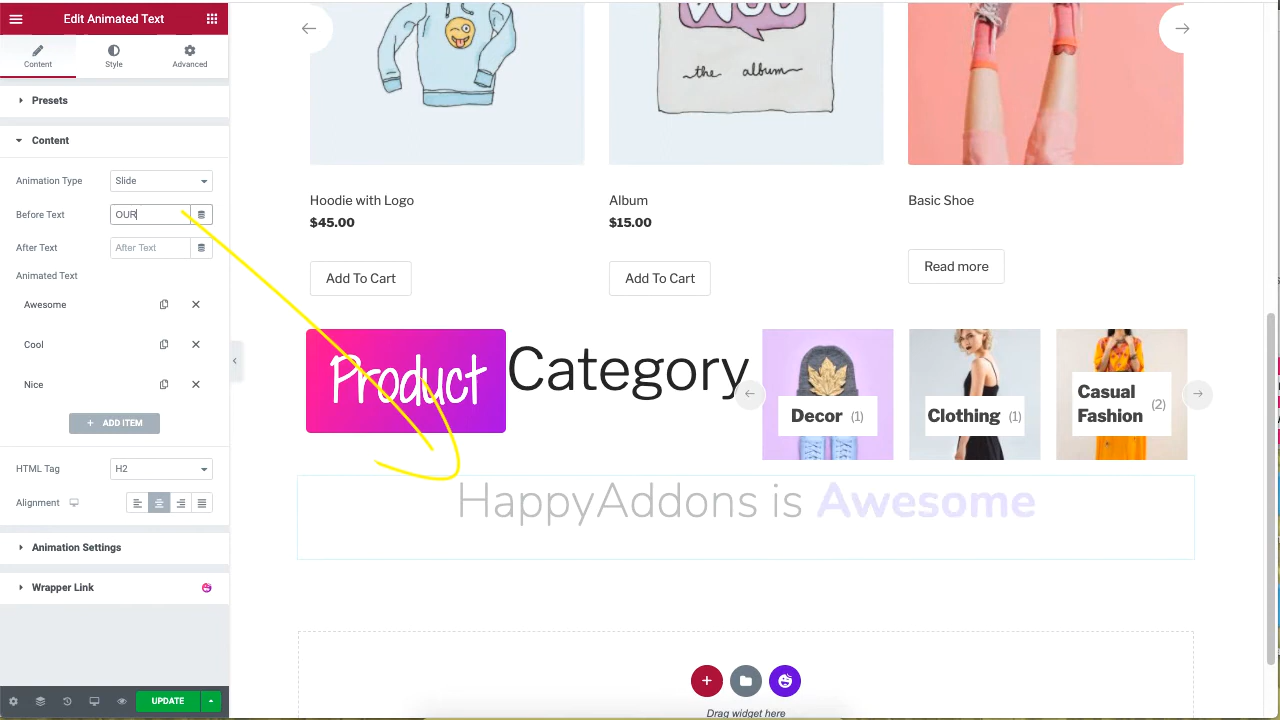 Edit Animated Text
Content
Style
Advanced
Presets
Content
Animation Type
Slide
Before Text
OUR
After Text
After Text
Animated Text
Awesome
Cool
Nice
+ ADD ITEM
HTML Tag
H2
Alignment
Animation Settings
Wrapper Link
UPDATE
Woo
the album
Hoodie with Logo
$45.00
Add To Cart
Album
$15.00
Add To Cart
Basic Shoe
Read more
Product Category
Decor (1)
Clothing (1)
Casual
Fashion (2)
HappyAddons is Awesome
Drag widget here